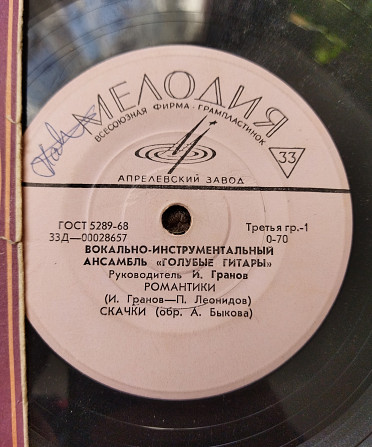 МЕЛОДИЯ
ВСЕСОЮЗНАЯ ФИРМА · ГРАМПЛАСТИНОК
33
АПРЕЛЕВСКИЙ ЗАВОД
ГОСТ 5289-68
Третья гр.-1
33Д—00028657
0-70
ВОКАЛЬНО-ИНСТРУМЕНТАЛЬНЫЙ
АНСАМБЛЬ «ГОЛУБЫЕ ГИТАРЫ»
Руководитель И. Гранов
РОМАНТИКИ
(И. Гранов—П. Леонидов)
СКАЧКИ (обр. А. Быкова)